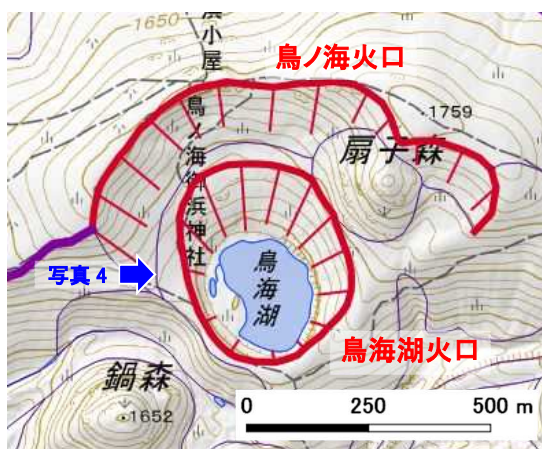 1650
小屋
鳥ノ海火口
1759
扇子森
鳥ノ海御浜神社
写真 4
鳥海湖
鳥海湖火口
鍋森
1652
0 250 500 m